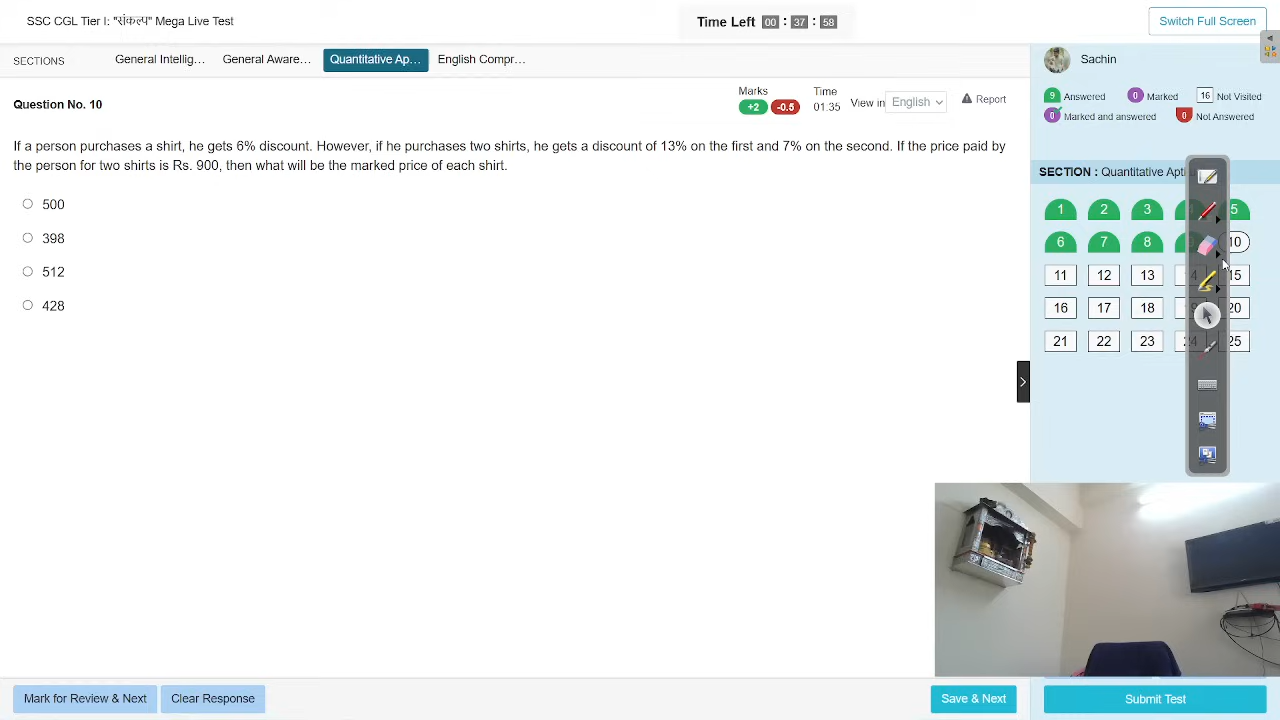 SSC CGL Tier I: "संकल्प" Mega Live Test
Time Left 00 : 37 : 58
Switch Full Screen
SECTIONS General Intellig... General Aware... Quantitative Ap... English Compr...
Sachin
Question No. 10
Marks
+2 -0.5
Time
01.35
View in English
Report
9 Answered 0 Marked 16 Not Visited
0 Marked and answered 0 Not Answered
If a person purchases a shirt, he gets 6% discount. However, if he purchases two shirts, he gets a discount of 13% on the first and 7% on the second. If the price paid by
the person for two shirts is Rs. 900, then what will be the marked price of each shirt.
500
398
512
428
SECTION : Quantitative Apti
1 2 3 4 5
6 7 8 10
11 12 13 14 15
16 17 18 19 20
21 22 23 24 25
Mark for Review & Next Clear Response Save & Next Submit Test